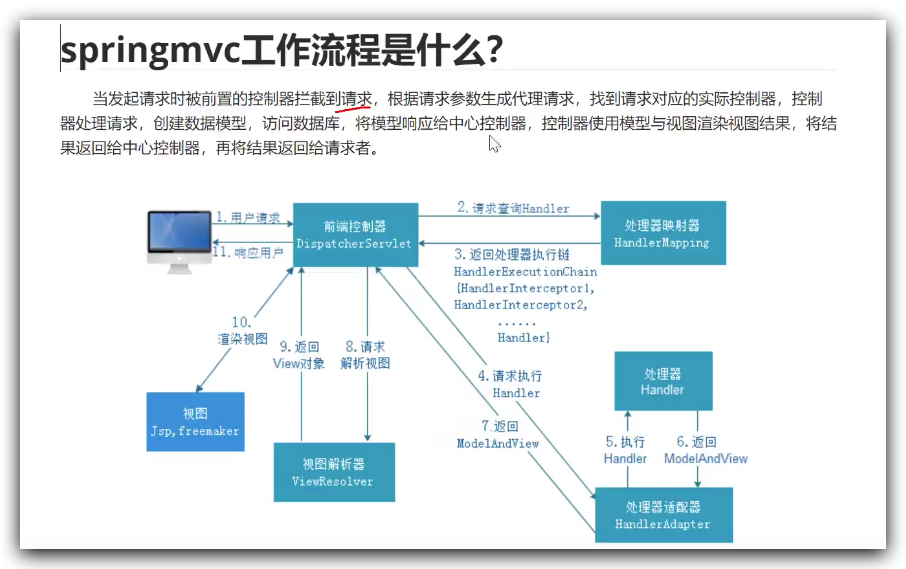 springmvc工作流程是什么？
当发起请求时被前置的控制器拦截到请求，根据请求参数生成代理请求，找到请求对应的实际控制器，控制
器处理请求，创建数据模型，访问数据库，将模型响应给中心控制器，控制器使用模型与视图渲染视图结果，将结
果返回给中心控制器，再将结果返回给请求者。
1.用户请求
11.响应用户
前端控制器
DispatcherServlet
2.请求查询Handler
处理器映射器
HandlerMapping
3.返回处理器执行链
HandlerExecutionChain
{HandlerInterceptor1,
HandlerInterceptor2,
......
Handler}
10.
渲染视图
9.返回
View对象
8.请求
解析视图
4.请求执行
Handler
处理器
Handler
视图
Jsp,freemaker
7.返回
ModelAndView
5.执行
Handler
6.返回
ModelAndView
视图解析器
ViewResolver
处理器适配器
HandlerAdapter